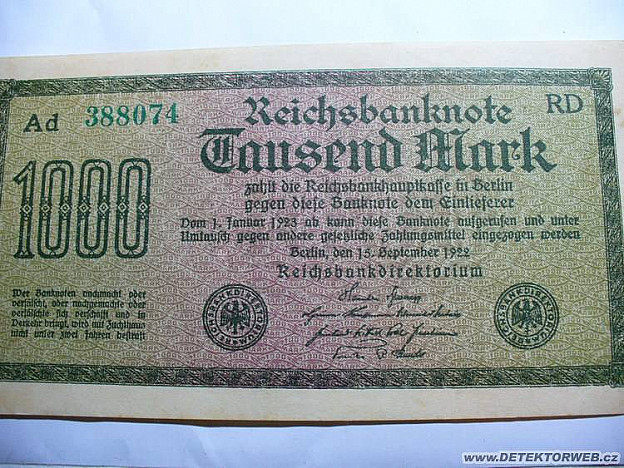 Ad 388074
Reichsbanknote
RD
Tausend Mark
1000
zahlt die Reichsbankhauptkasse in Berlin
gegen diese Banknote dem Einlieferer
Vom 1. Januar 1923 ab kann diese Banknote aufgerufen und unter
Umtausch gegen andere gesetzliche Zahlungsmittel eingezogen werden
Berlin, den 15. September 1922
Reichsbankdirektorium
Wer Banknoten nachmacht oder
verfälscht, oder nachgemachte oder
verfälschte sich verschafft und in
Verkehr bringt, wird mit Zuchthaus
nicht unter zwei Jahren bestraft
www.DETEKTORWEB.cz